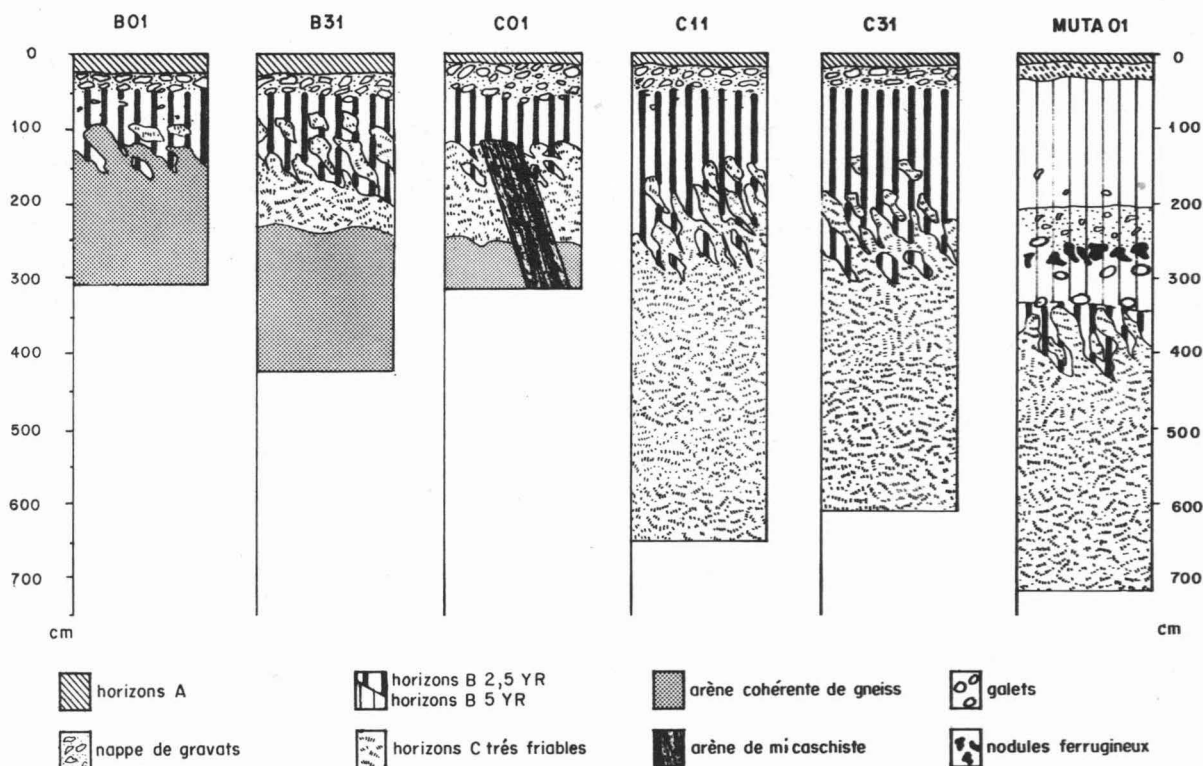 B01 B31 C01 C11 C31 MUTA 01
0 0
100 100
200 200
300 300
400 400
500 500
600 600
700 700
cm cm
horizons A
horizons B 2,5 YR
horizons B 5 YR
arène cohérente de gneiss
galets
nappe de gravats
horizons C trés friables
arène de micaschiste
nodules ferrugineux